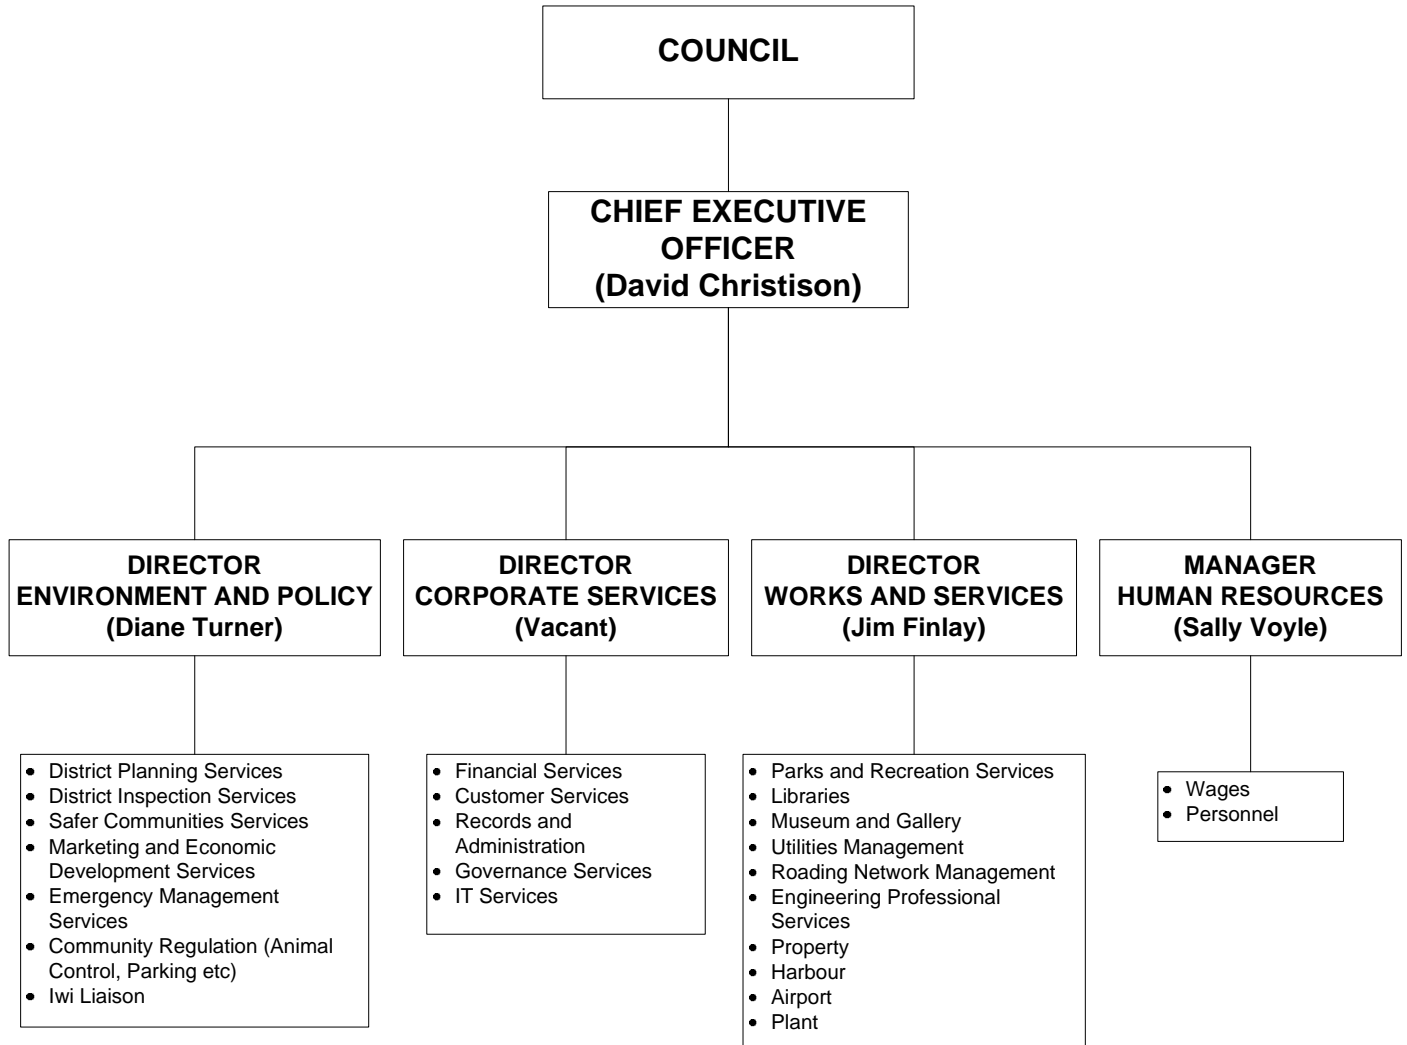 COUNCIL
CHIEF EXECUTIVE
OFFICER
(David Christison)
DIRECTOR
ENVIRONMENT AND POLICY
(Diane Turner)
DIRECTOR
CORPORATE SERVICES
(Vacant)
DIRECTOR
WORKS AND SERVICES
(Jim Finlay)
MANAGER
HUMAN RESOURCES
(Sally Voyle)
• District Planning Services
• District Inspection Services
• Safer Communities Services
• Marketing and Economic
Development Services
• Emergency Management
Services
• Community Regulation (Animal
Control, Parking etc)
• Iwi Liaison
• Financial Services
• Customer Services
• Records and
Administration
• Governance Services
• IT Services
• Parks and Recreation Services
• Libraries
• Museum and Gallery
• Utilities Management
• Roading Network Management
• Engineering Professional
Services
• Property
• Harbour
• Airport
• Plant
• Wages
• Personnel